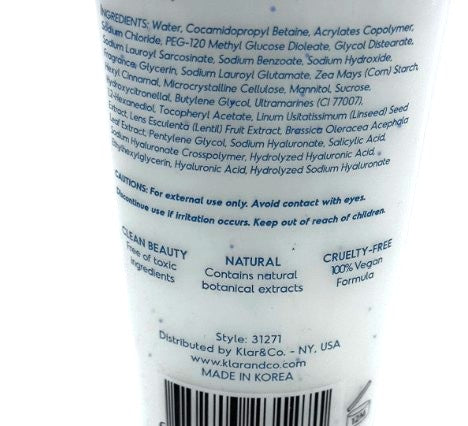 INGREDIENTS: Water, Cocamidopropyl Betaine, Acrylates Copolymer,
Sodium Chloride, PEG-120 Methyl Glucose Dioleate, Glycol Distearate,
Sodium Lauroyl Sarcosinate, Sodium Benzoate, Sodium Hydroxide,
Fragrance, Glycerin, Sodium Lauroyl Glutamate, Zea Mays (Corn) Starch,
Hexyl Cinnamal, Microcrystalline Cellulose, Mannitol, Sucrose,
Hydroxycitronellal, Butylene Glycol, Ultramarines (CI 77007),
1,2-Hexanediol, Tocopheryl Acetate, Linum Usitatissimum (Linseed) Seed
Extract, Lens Esculenta (Lentil) Fruit Extract, Brassica Oleracea Acephala
Leaf Extract, Pentylene Glycol, Sodium Hyaluronate, Salicylic Acid,
Sodium Hyaluronate Crosspolymer, Hydrolyzed Hyaluronic Acid,
Ethylhexylglycerin, Hyaluronic Acid, Hydrolyzed Sodium Hyaluronate
CAUTIONS: For external use only. Avoid contact with eyes.
Discontinue use if irritation occurs. Keep out of reach of children.
CLEAN BEAUTY
Free of toxic
ingredients
NATURAL
Contains natural
botanical extracts
CRUELTY-FREE
100% Vegan
Formula
Style: 31271
Distributed by Klar&Co. - NY, USA
www.klarandco.com
MADE IN KOREA
12M